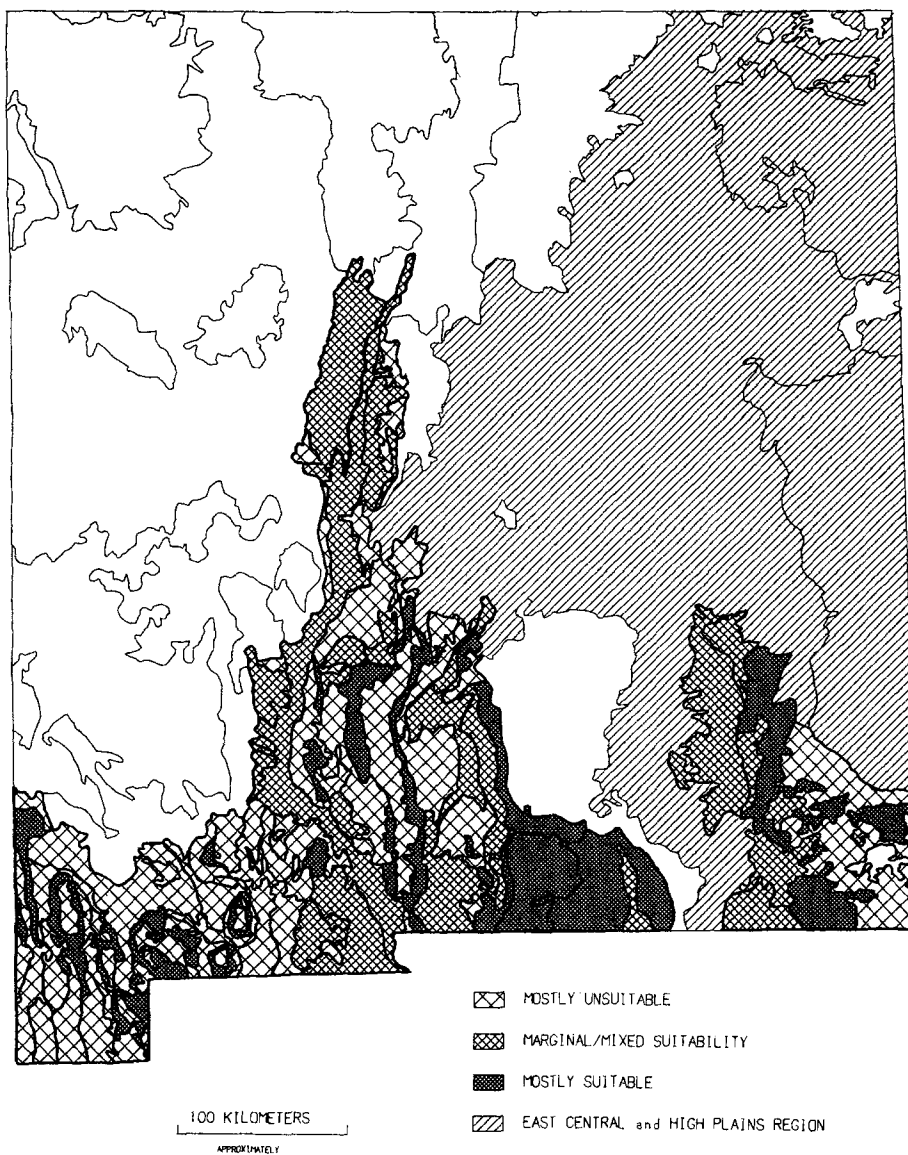 MOSTLY UNSUITABLE
MARGINAL/MIXED SUITABILITY
MOSTLY SUITABLE
EAST CENTRAL and HIGH PLAINS REGION
100 KILOMETERS
APPROXIMATELY